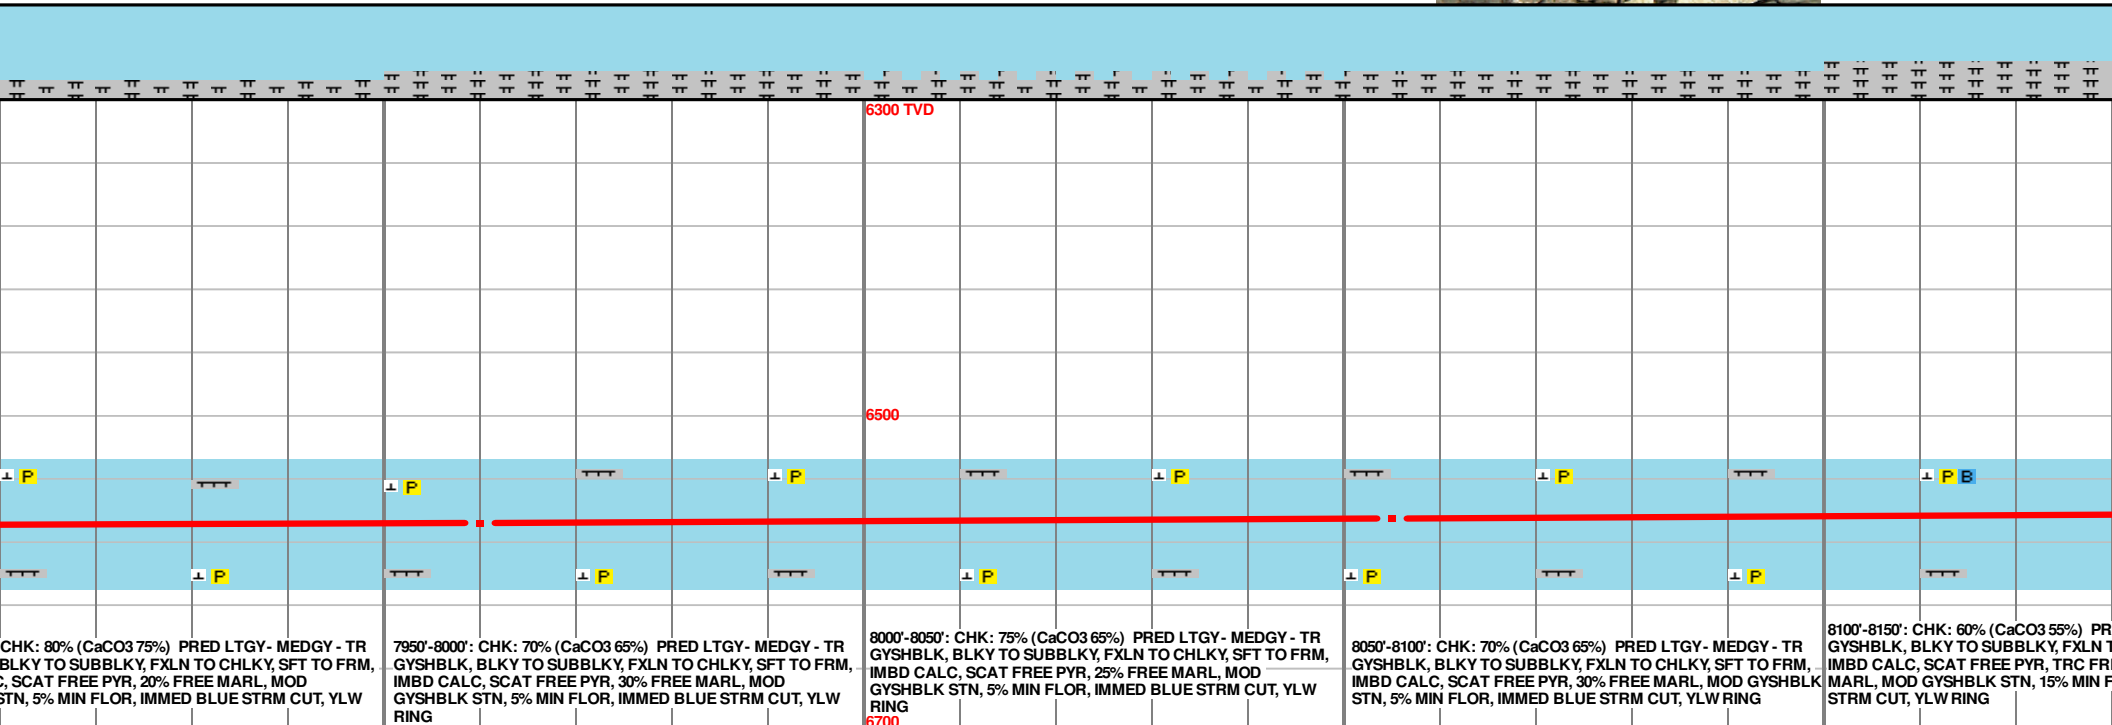 6300 TVD
6500
P
P
P
P
P
P
P B
P
P
P
P
P
CHK: 80% (CaCO3 75%) PRED LTGY- MEDGY - TR
BLKY TO SUBBLKY, FXLN TO CHLKY, SFT TO FRM,
C, SCAT FREE PYR, 20% FREE MARL, MOD
STN, 5% MIN FLOR, IMMED BLUE STRM CUT, YLW
7950'-8000': CHK: 70% (CaCO3 65%) PRED LTGY- MEDGY - TR
GYSHBLK, BLKY TO SUBBLKY, FXLN TO CHLKY, SFT TO FRM,
IMBD CALC, SCAT FREE PYR, 30% FREE MARL, MOD
GYSHBLK STN, 5% MIN FLOR, IMMED BLUE STRM CUT, YLW
RING
8000'-8050': CHK: 75% (CaCO3 65%) PRED LTGY- MEDGY - TR
GYSHBLK, BLKY TO SUBBLKY, FXLN TO CHLKY, SFT TO FRM,
IMBD CALC, SCAT FREE PYR, 25% FREE MARL, MOD
GYSHBLK STN, 5% MIN FLOR, IMMED BLUE STRM CUT, YLW
RING
6700
8050'-8100': CHK: 70% (CaCO3 65%) PRED LTGY- MEDGY - TR
GYSHBLK, BLKY TO SUBBLKY, FXLN TO CHLKY, SFT TO FRM,
IMBD CALC, SCAT FREE PYR, 30% FREE MARL, MOD GYSHBLK
STN, 5% MIN FLOR, IMMED BLUE STRM CUT, YLW RING
8100'-8150': CHK: 60% (CaCO3 55%) PR
GYSHBLK, BLKY TO SUBBLKY, FXLN T
IMBD CALC, SCAT FREE PYR, TRC FR
MARL, MOD GYSHBLK STN, 15% MIN F
STRM CUT, YLW RING